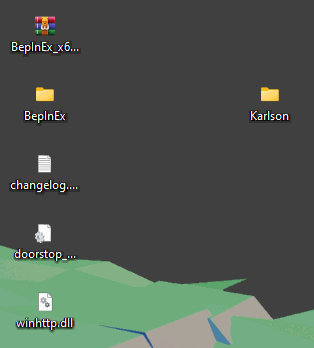 BepInEx_x6...
BepInEx
Karlson
changelog....
doorstop_...
winhttp.dll